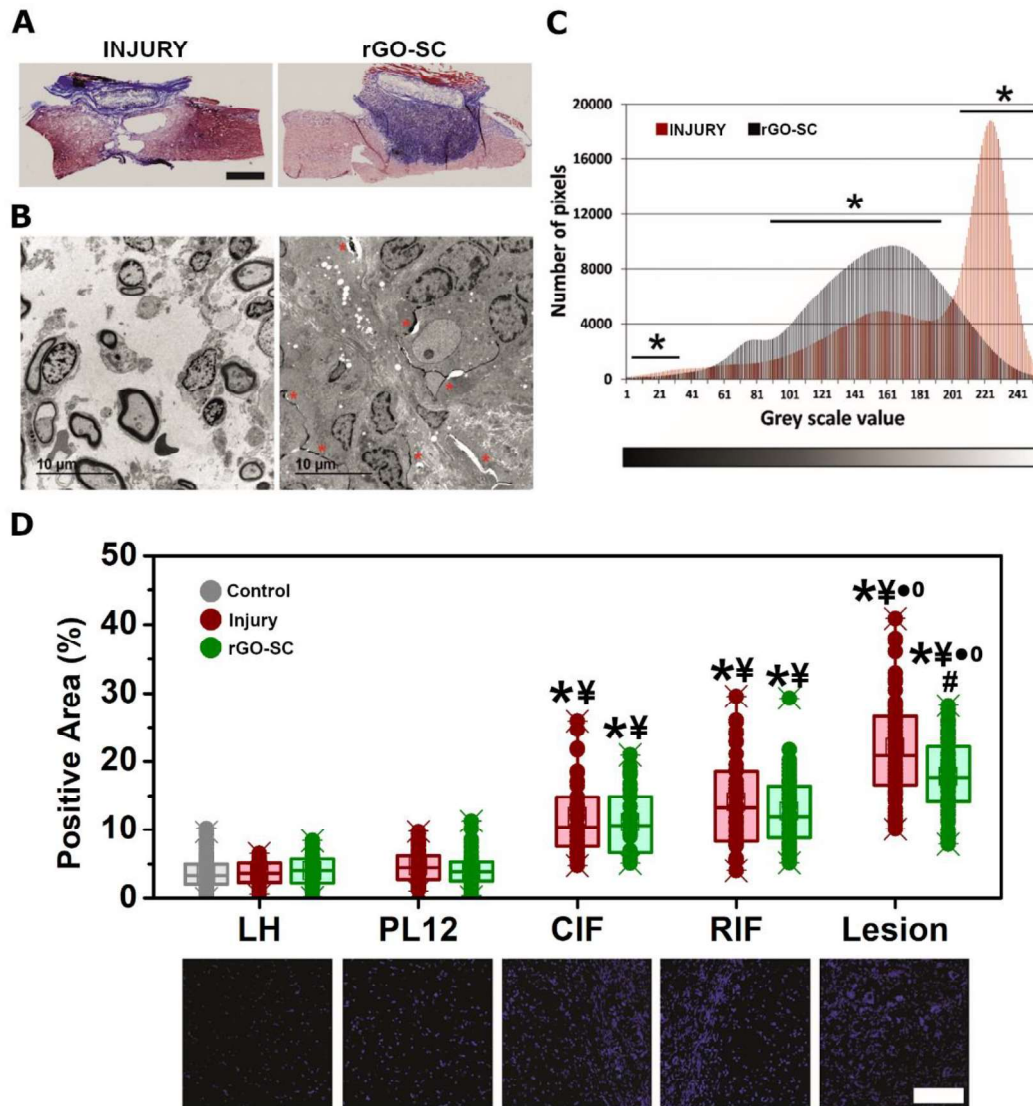 A
INJURY
rGO-SC
B
10 µm
10 µm
C
20000
16000
12000
8000
4000
0
Number of pixels
INJURY
rGO-SC
*
*
*
1 21 41 61 81 101 121 141 161 181 201 221 241
Grey scale value
D
50
40
30
20
10
0
Positive Area (%)
Control
Injury
rGO-SC
*¥
*¥
*¥
*¥
*¥•0
*¥•0
#
LH PL12 CIF RIF Lesion